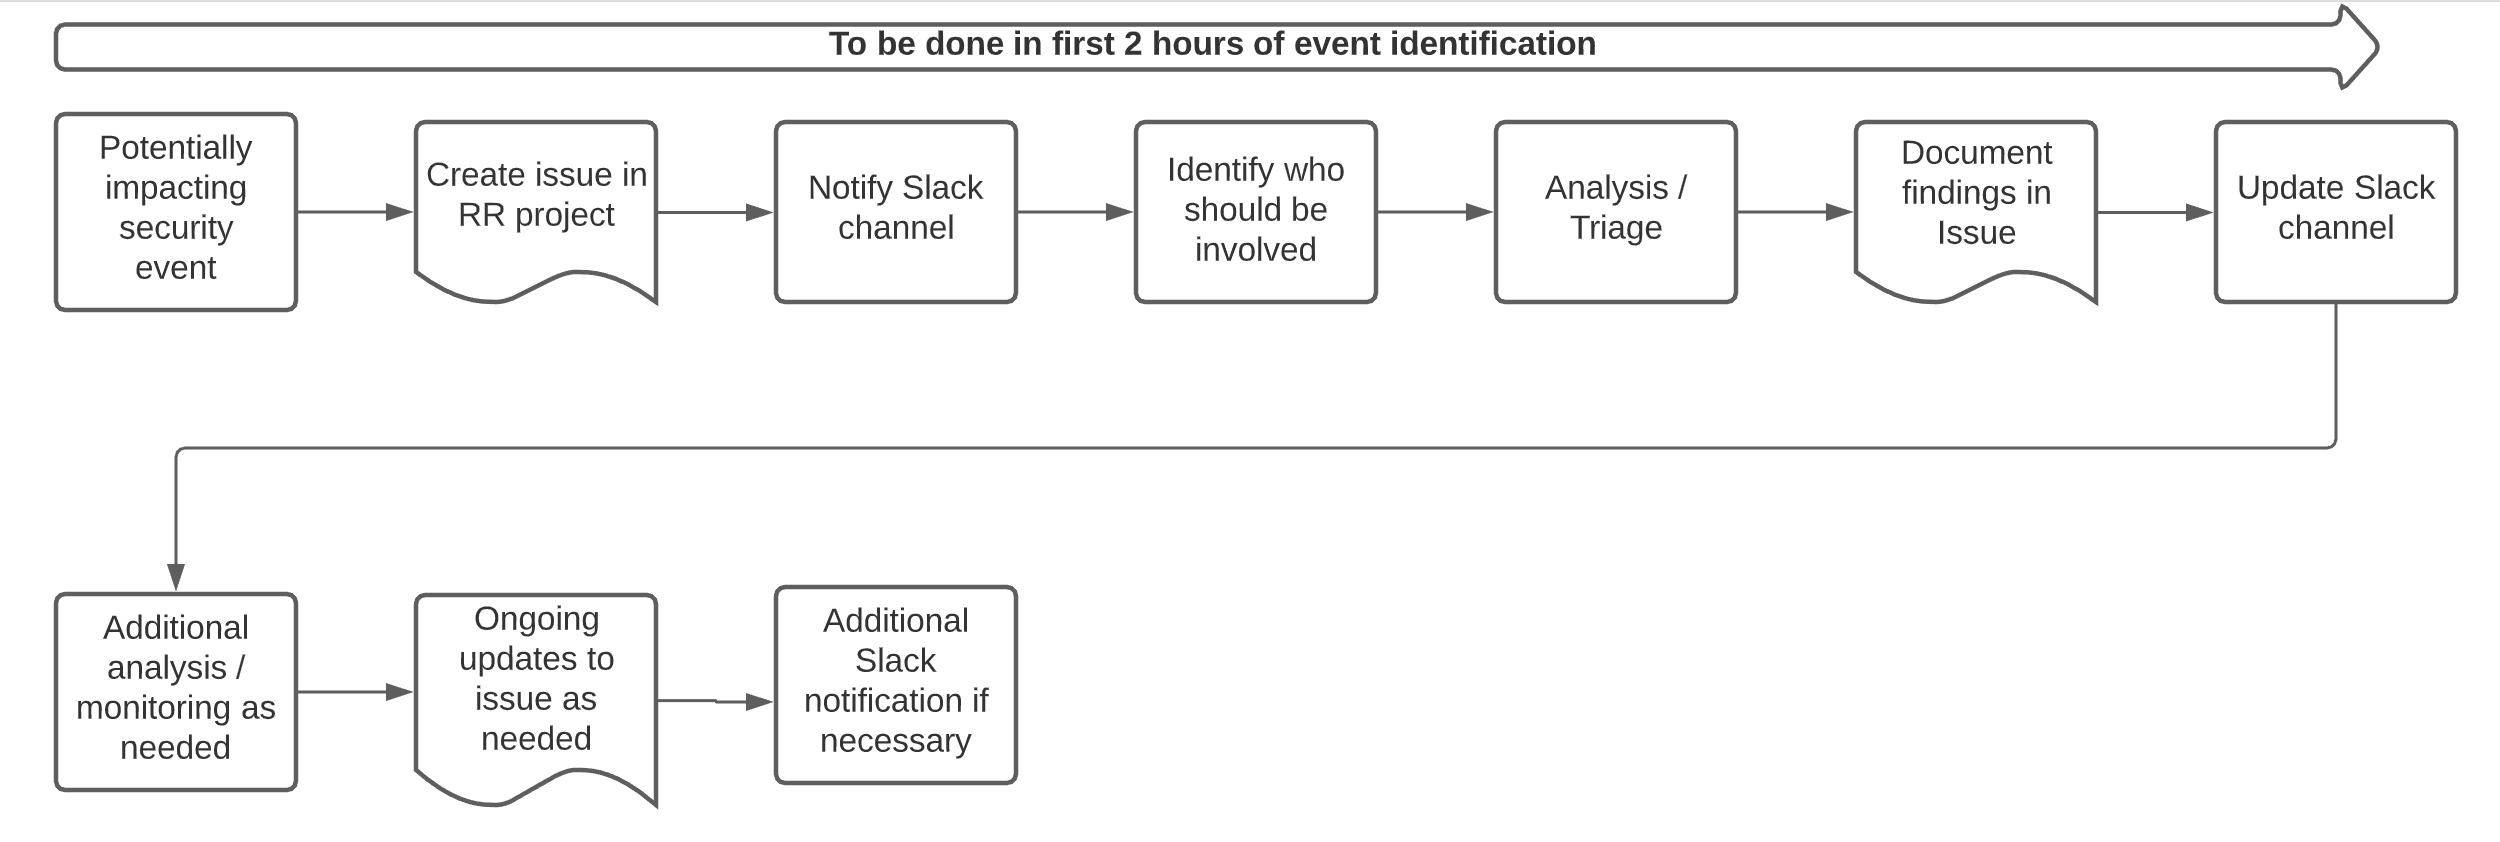 To be done in first 2 hours of event identification
Potentially
impacting
security
event
Create issue in
RR project
Notify Slack
channel
Identify who
should be
involved
Analysis /
Triage
Document
findings in
Issue
Update Slack
channel
Additional
analysis /
monitoring as
needed
Ongoing
updates to
issue as
needed
Additional
Slack
notification if
necessary